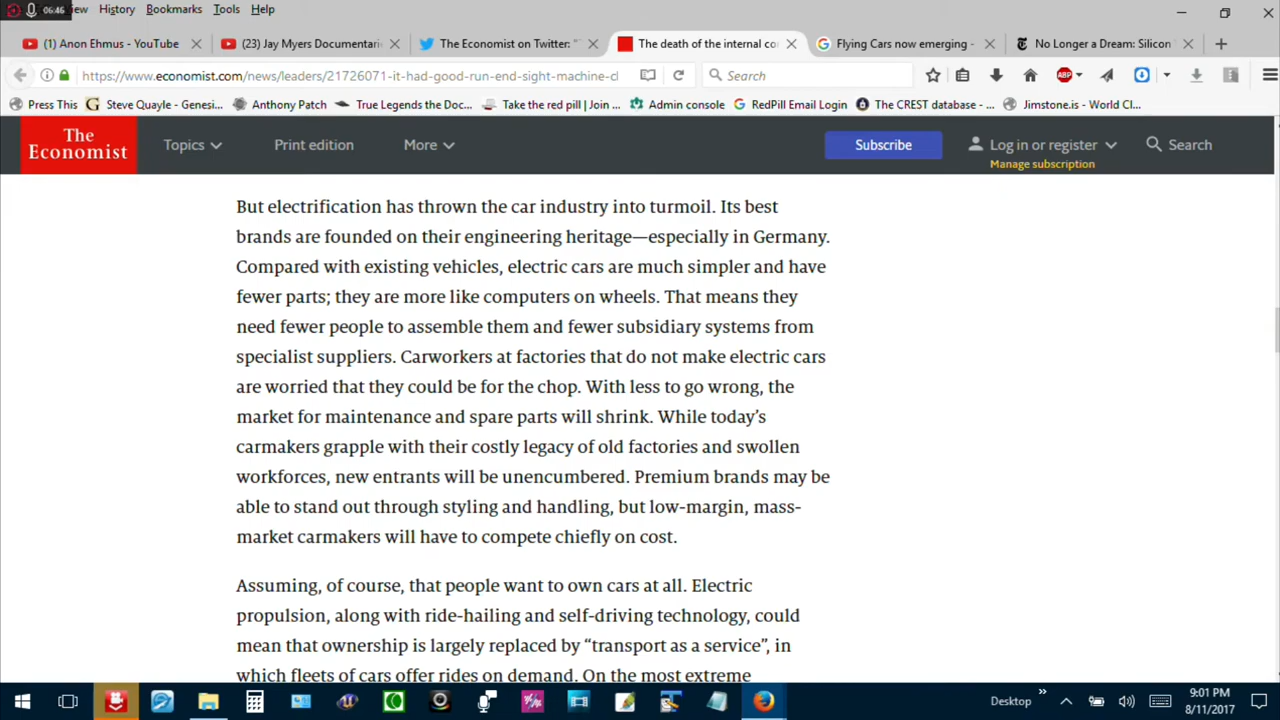 06:46
View History Bookmarks Tools Help
(1) Anon Ehmus - YouTube
(23) Jay Myers Documentari
The Economist on Twitter: "
The death of the internal co
Flying Cars now emerging -
No Longer a Dream: Silicon
https://www.economist.com/news/leaders/21726071-it-had-good-run-end-sight-machine-cl
Search
ABP
Press This
Steve Quayle - Genesi...
Anthony Patch
True Legends the Doc...
Take the red pill | Join ...
Admin console
RedPill Email Login
The CREST database - ...
Jimstone.is - World Cl...
The
Economist
Topics
Print edition
More
Subscribe
Log in or register
Manage subscription
Search
But electrification has thrown the car industry into turmoil. Its best
brands are founded on their engineering heritage—especially in Germany.
Compared with existing vehicles, electric cars are much simpler and have
fewer parts; they are more like computers on wheels. That means they
need fewer people to assemble them and fewer subsidiary systems from
specialist suppliers. Carworkers at factories that do not make electric cars
are worried that they could be for the chop. With less to go wrong, the
market for maintenance and spare parts will shrink. While today’s
carmakers grapple with their costly legacy of old factories and swollen
workforces, new entrants will be unencumbered. Premium brands may be
able to stand out through styling and handling, but low-margin, mass-
market carmakers will have to compete chiefly on cost.
Assuming, of course, that people want to own cars at all. Electric
propulsion, along with ride-hailing and self-driving technology, could
mean that ownership is largely replaced by “transport as a service”, in
which fleets of cars offer rides on demand. On the most extreme
Desktop
9:01 PM
8/11/2017